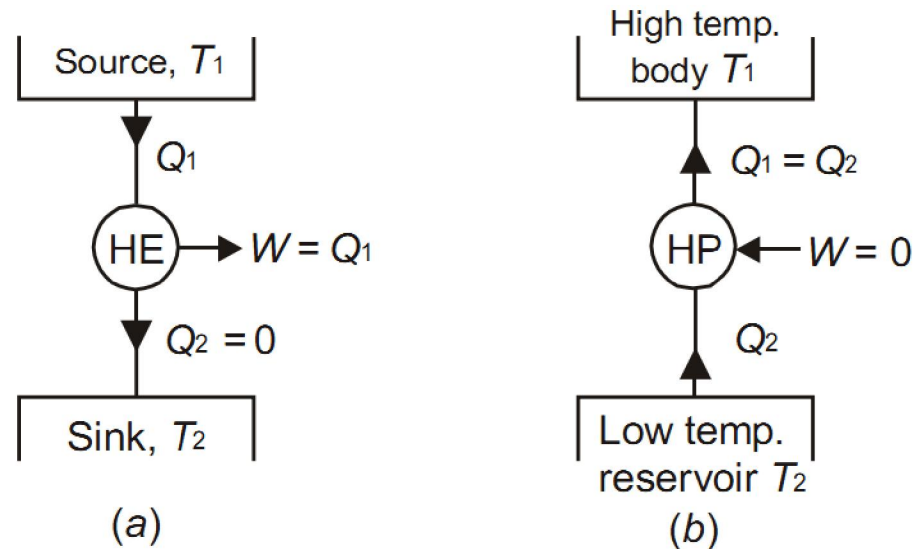 Source, T1
Q1
HE
W = Q1
Q2 = 0
Sink, T2
(a)
High temp.
body T1
Q1 = Q2
HP
W = 0
Q2
Low temp.
reservoir T2
(b)